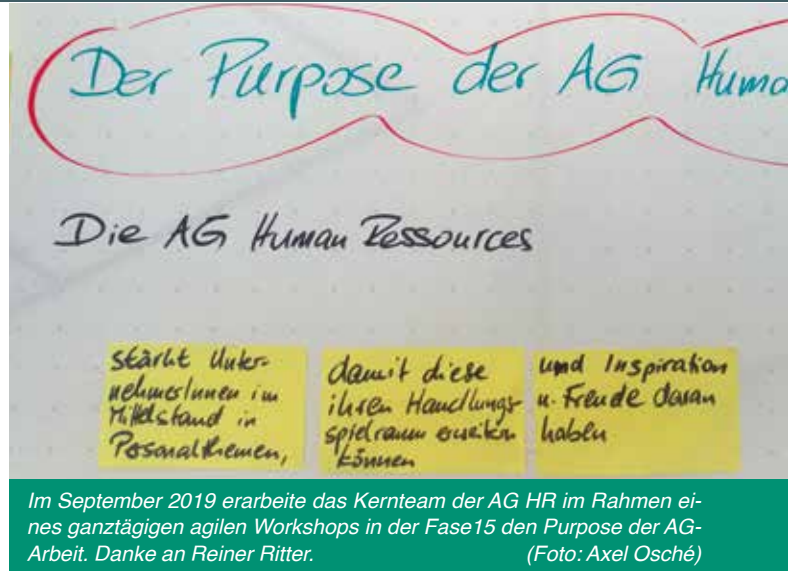 Der Purpose der AG Huma
Die AG Human Ressources
stärkt Unter-
nehmerInnen im
Mittelstand in
Personalthemen,
damit diese
ihren Handlungs-
spielraum erweitern
können
und Inspiration
u. Freude daran
haben
Im September 2019 erarbeite das Kernteam der AG HR im Rahmen ei-
nes ganztägigen agilen Workshops in der Fase15 den Purpose der AG-
Arbeit. Danke an Reiner Ritter. (Foto: Axel Osché)